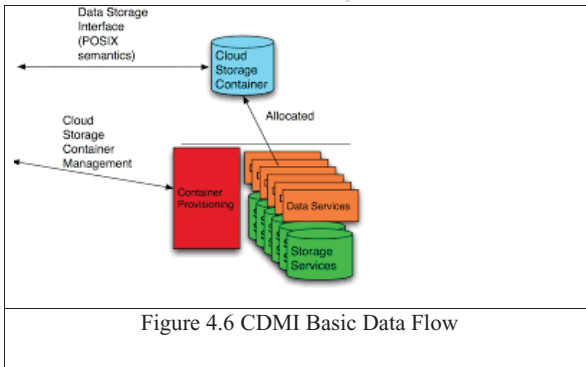 Data Storage
Interface
(POSIX
semantics)
Cloud
Storage
Container
Allocated
Cloud
Storage
Container
Management
Container
Provisioning
Data Services
Storage
Services
Figure 4.6 CDMI Basic Data Flow